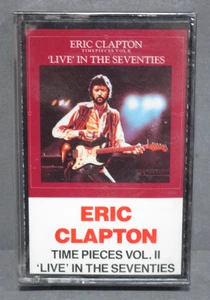 ERIC CLAPTON
TIMEPIECES VOL. II
'LIVE' IN THE SEVENTIES
ERIC
CLAPTON
TIME PIECES VOL. II
'LIVE' IN THE SEVENTIES